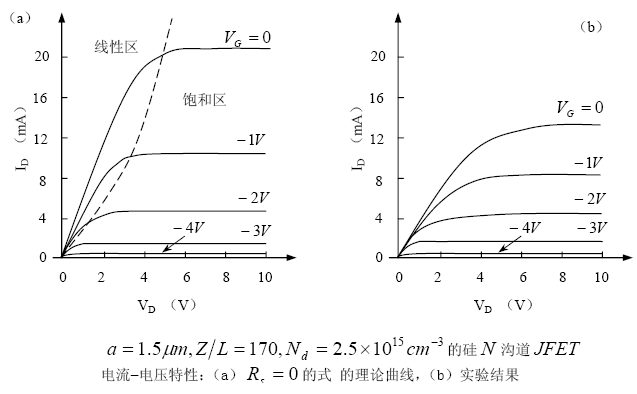 (a)
(b)
线性区
饱和区
V_G = 0
−1V
−2V
−4V
−3V
20
16
12
8
4
0
I_D (mA)
0 2 4 6 8 10
V_D (V)
V_G = 0
−1V
−2V
−4V
−3V
20
16
12
8
4
0
I_D (mA)
0 2 4 6 8 10
V_D (V)
a = 1.5μm, Z/L = 170, N_d = 2.5×10^15 cm^−3 的硅 N 沟道 JFET
电流-电压特性：(a) R_s = 0 的式 的理论曲线，(b) 实验结果